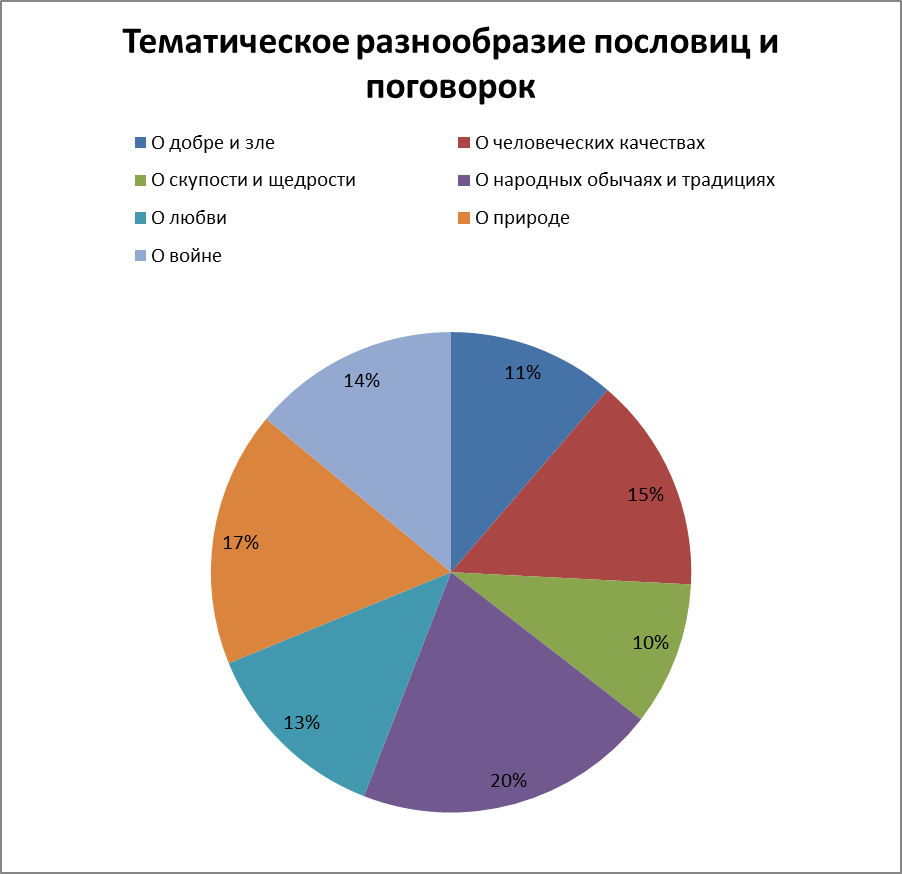 Тематическое разнообразие пословиц и
поговорок
О добре и зле
О человеческих качествах
О скупости и щедрости
О народных обычаях и традициях
О любви
О природе
О войне
11%
15%
10%
20%
13%
17%
14%